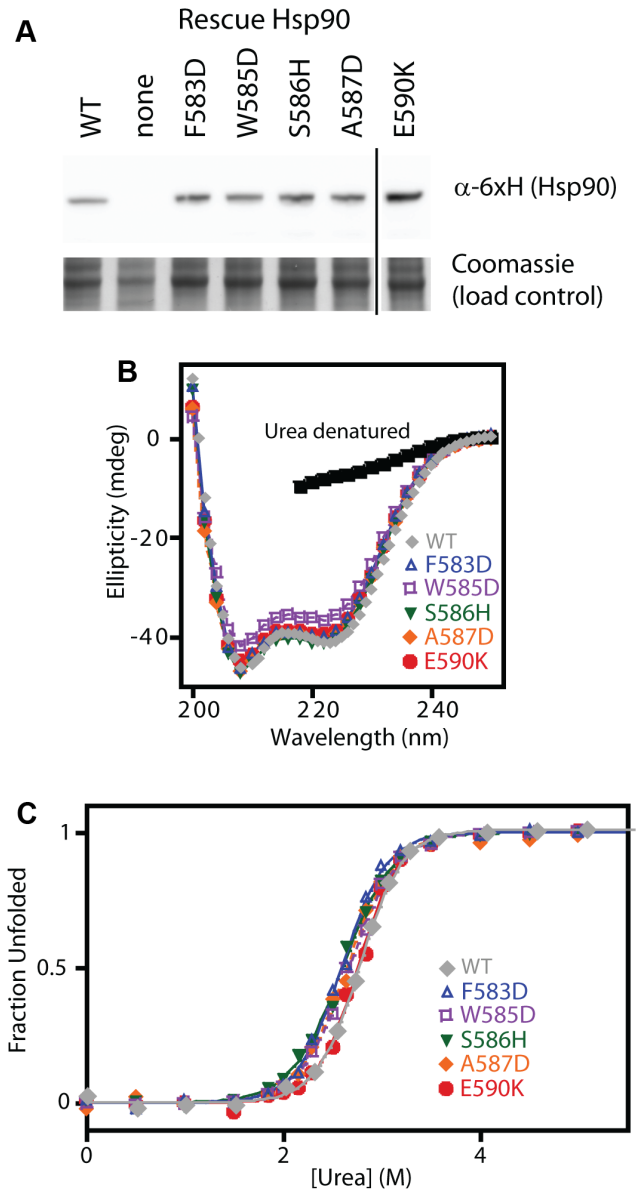 A
Rescue Hsp90
WT
none
F583D
W585D
S586H
A587D
E590K
α-6xH (Hsp90)
Coomassie
(load control)
B
Urea denatured
0
-20
-40
Ellipticity (mdeg)
WT
F583D
W585D
S586H
A587D
E590K
200
220
240
Wavelength (nm)
C
1
0.5
0
Fraction Unfolded
WT
F583D
W585D
S586H
A587D
E590K
0
2
4
[Urea] (M)